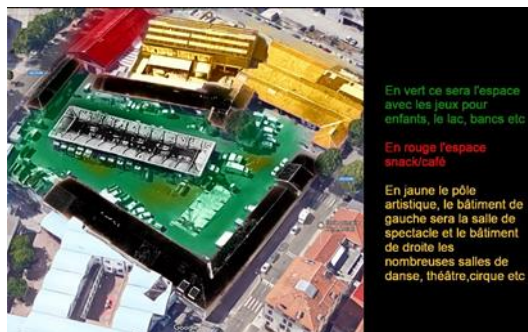 En vert ce sera l'espace
avec les jeux pour
enfants, le lac, bancs etc
En rouge l'espace
snack/café
En jaune le pôle
artistique, le bâtiment de
gauche sera la salle de
spectacle et le bâtiment
de droite les
nombreuses salles de
danse, théâtre,cirque etc